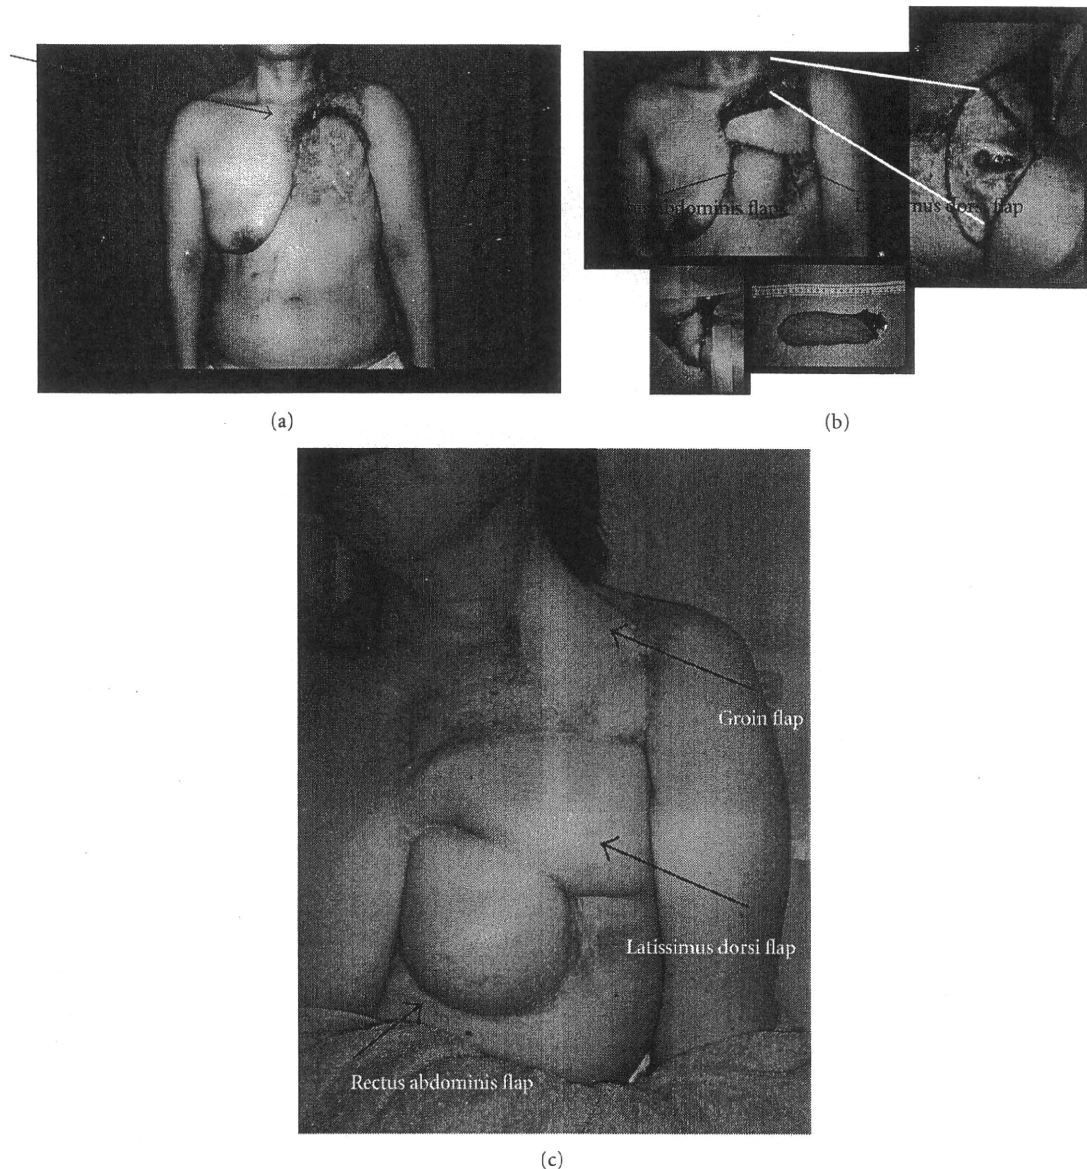 (a)
abdominis flap
dorsi flap
(b)
Groin flap
Latissimus dorsi flap
Rectus abdominis flap
(c)